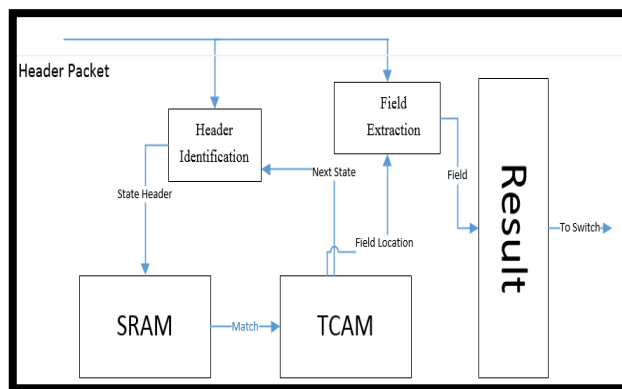 Header Packet
Header
Identification
Field
Extraction
Result
State Header
Next State
Field
Field Location
To Switch
SRAM
Match
TCAM